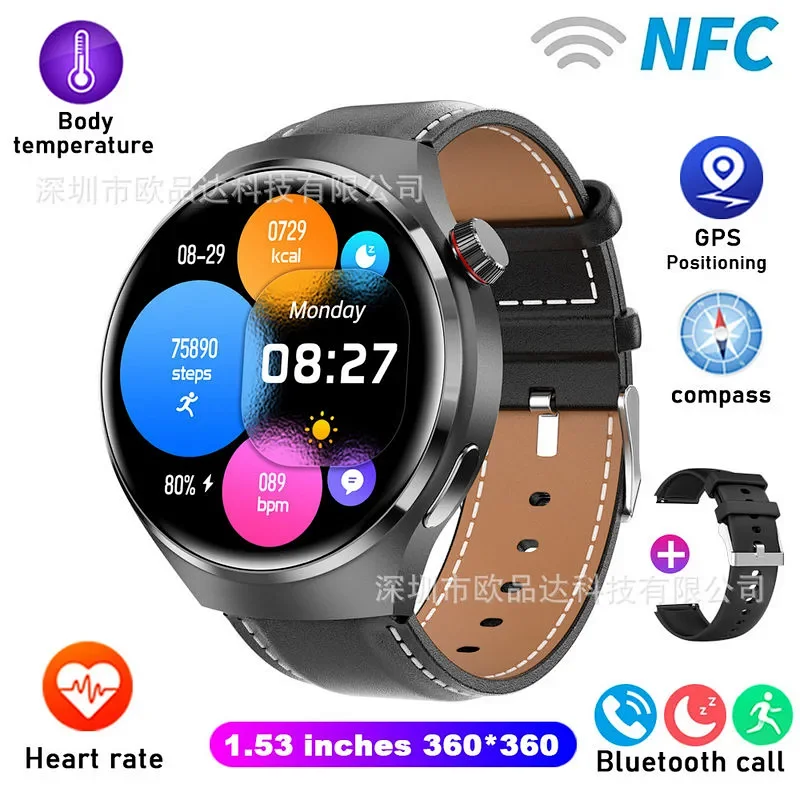 NFC
Body
temperature
深圳市欧品达科技有限公司
GPS
Positioning
compass
08-29
0729
kcal
Monday
08:27
75890
steps
80%
089
bpm
深圳市欧品达科技有限公司
Heart rate
1.53 inches 360*360
z z
Bluetooth call